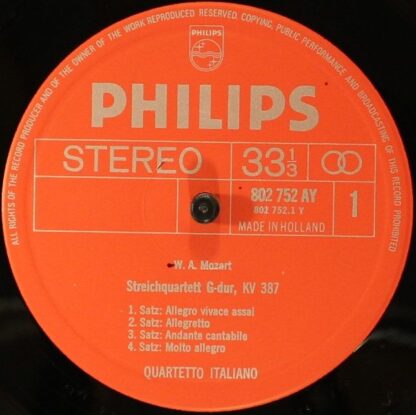 ALL RIGHTS OF THE RECORD PRODUCER AND OF THE OWNER OF THE WORK REPRODUCED RESERVED. COPYING, PUBLIC PERFORMANCE AND BROADCASTING OF THIS RECORD PROHIBITED
PHILIPS
PHILIPS
STEREO 33 1/3
802 752 AY
802 752.1 Y
1
MADE IN HOLLAND
W. A. Mozart
Streichquartett G-dur, KV 387
1. Satz: Allegro vivace assai
2. Satz: Allegretto
3. Satz: Andante cantabile
4. Satz: Molto allegro
QUARTETTO ITALIANO